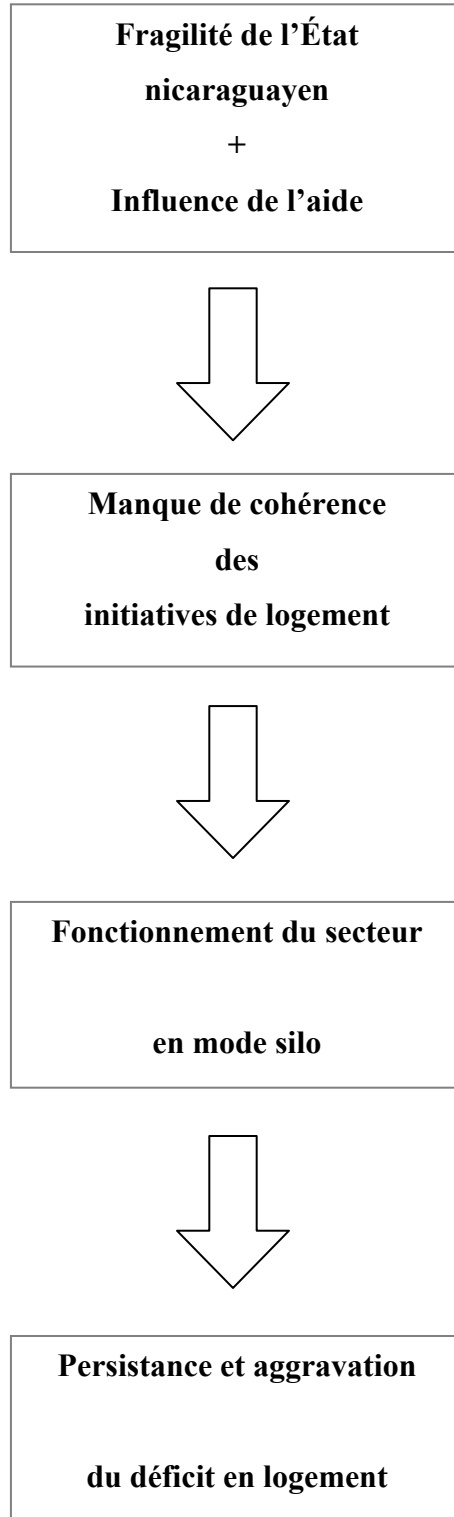 Fragilité de l’État
nicaraguayen
+
Influence de l’aide
Manque de cohérence
des
initiatives de logement
Fonctionnement du secteur
en mode silo
Persistance et aggravation
du déficit en logement